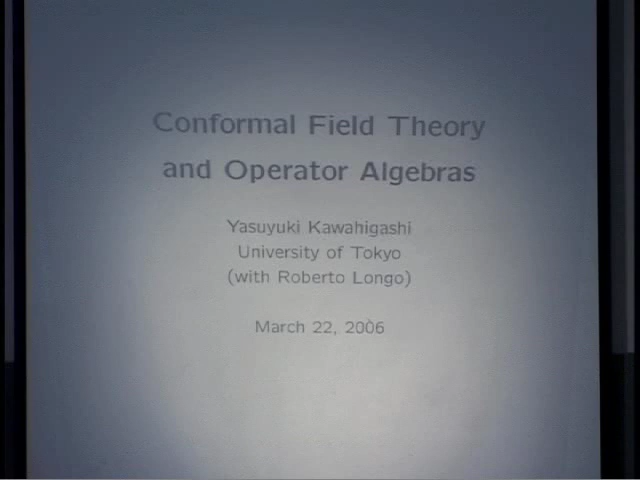 Conformal Field Theory
and Operator Algebras
Yasuyuki Kawahigashi
University of Tokyo
(with Roberto Longo)
March 22, 2006